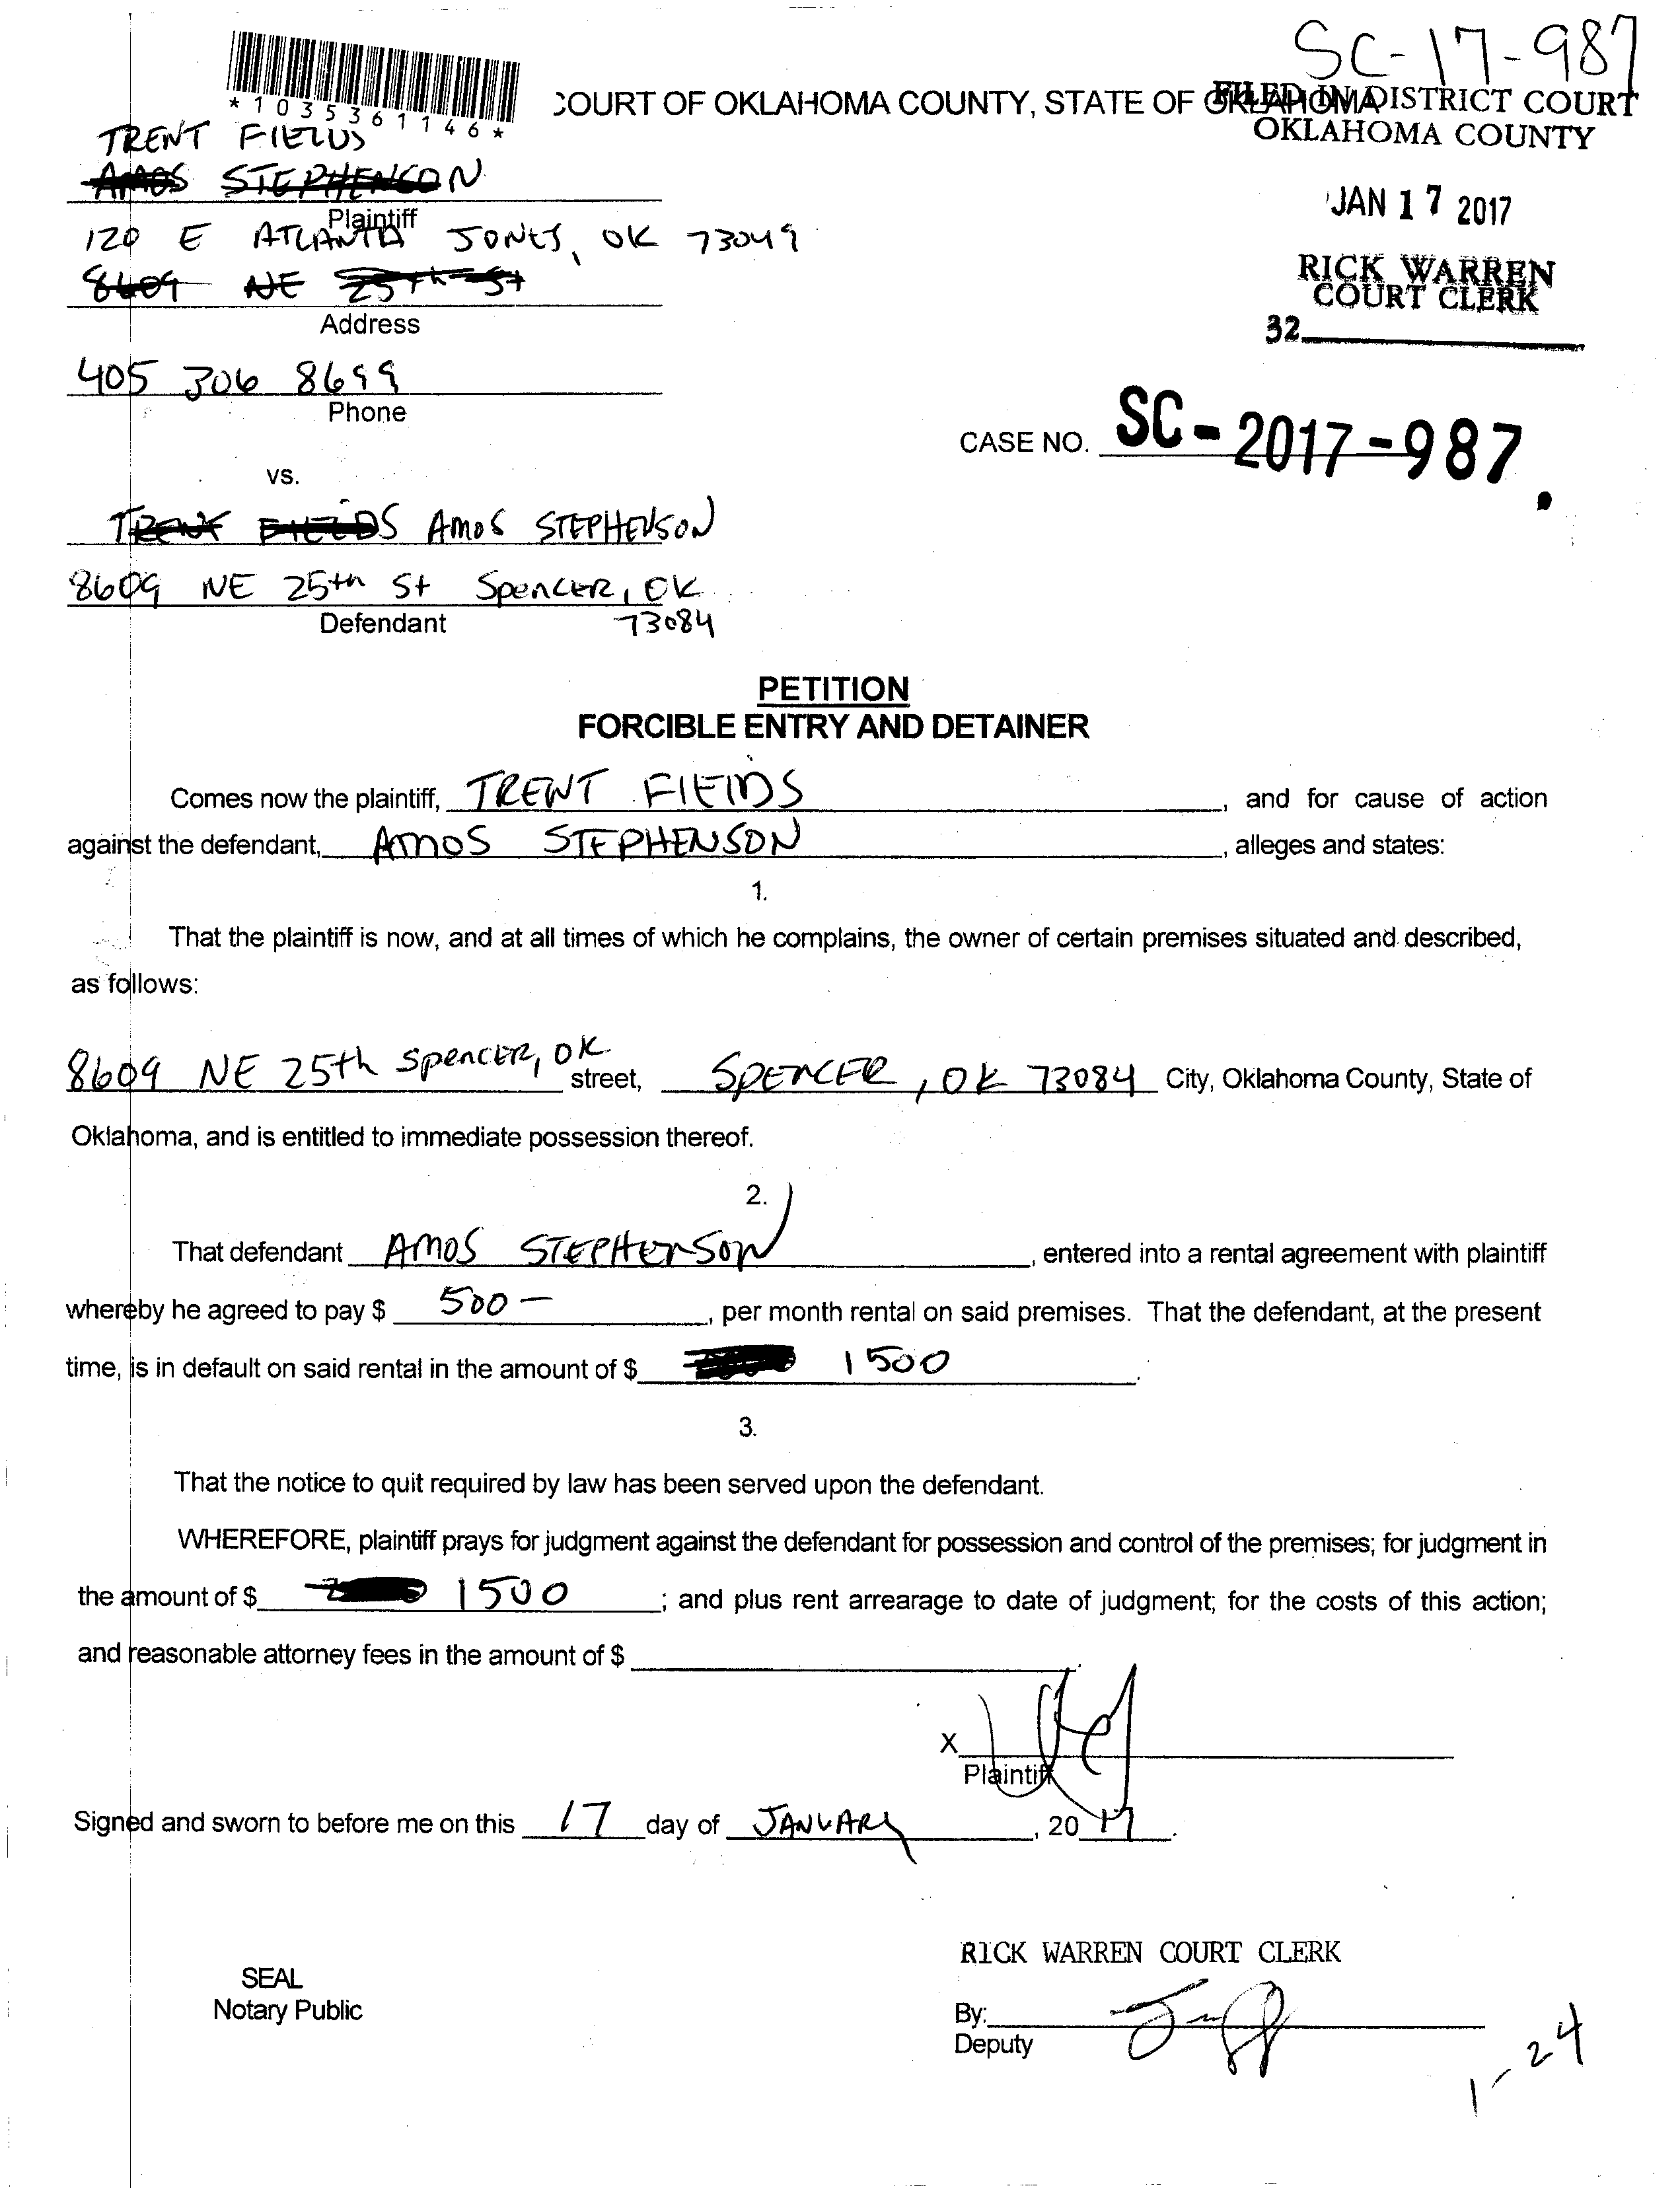 SC-17-987
*1035361146*
COURT OF OKLAHOMA COUNTY, STATE OF OKLAHOMA
FILED IN DISTRICT COURT
OKLAHOMA COUNTY
TRENT FIELDS
AMOS STEPHENSON
Plaintiff
JAN 17 2017
120 E ATLANTA JONES, OK 73049
8609 NE 25th St
Address
RICK WARREN
COURT CLERK
32
405 306 8699
Phone
CASE NO. SC-2017-987.
vs.
TRENT FIELDS AMOS STEPHENSON
8609 NE 25th St Spencer, OK
Defendant 73084
PETITION
FORCIBLE ENTRY AND DETAINER
Comes now the plaintiff, TRENT FIELDS, and for cause of action
against the defendant, AMOS STEPHENSON, alleges and states:
1.
That the plaintiff is now, and at all times of which he complains, the owner of certain premises situated and described,
as follows:
8609 NE 25th Spencer, OK street, SPENCER, OK 73084 City, Oklahoma County, State of
Oklahoma, and is entitled to immediate possession thereof.
2.
That defendant AMOS STEPHENSON, entered into a rental agreement with plaintiff
whereby he agreed to pay $ 500 -, per month rental on said premises. That the defendant, at the present
time, is in default on said rental in the amount of $ 1500.
3.
That the notice to quit required by law has been served upon the defendant.
WHEREFORE, plaintiff prays for judgment against the defendant for possession and control of the premises; for judgment in
the amount of $ 1500; and plus rent arrearage to date of judgment; for the costs of this action;
and reasonable attorney fees in the amount of $.
X
Plaintiff
Signed and sworn to before me on this 17 day of JANUARY, 2017.
RICK WARREN COURT CLERK
SEAL
Notary Public
By:
Deputy
1-24